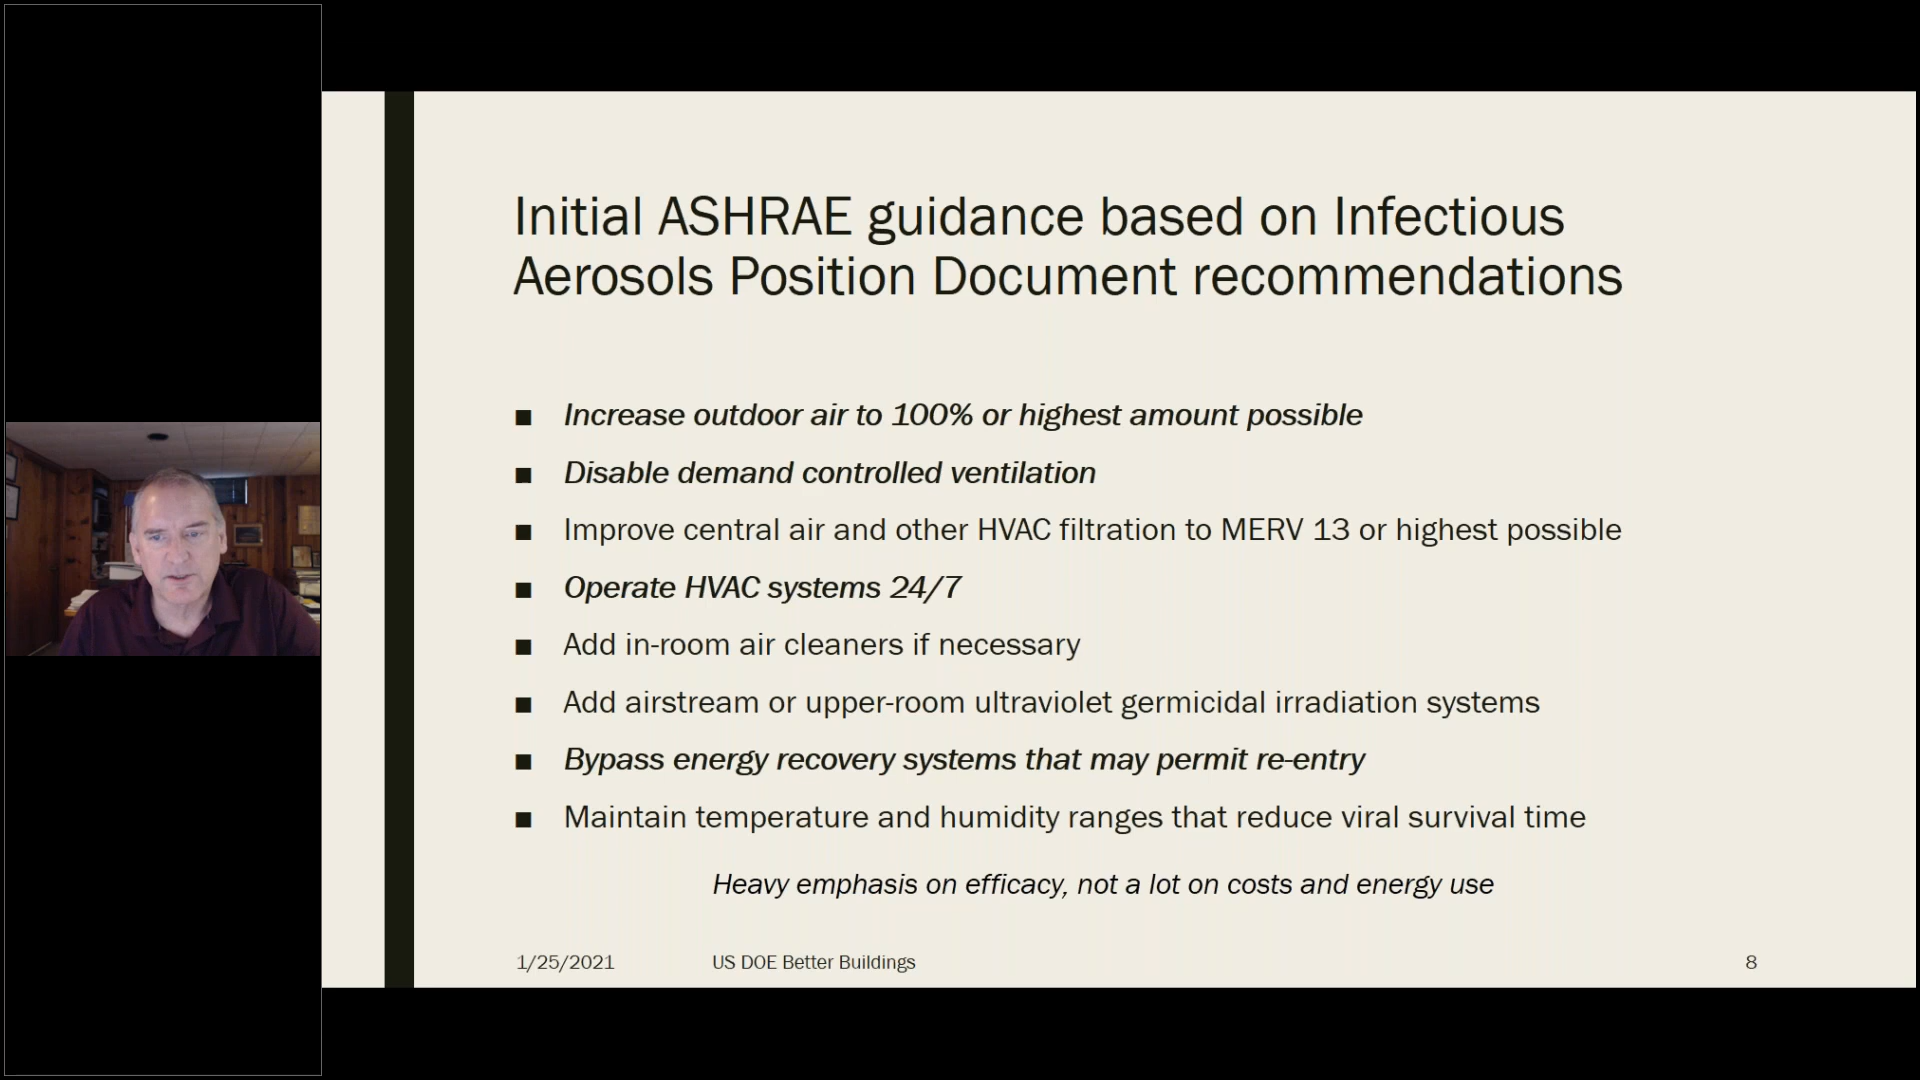 Initial ASHRAE guidance based on Infectious
Aerosols Position Document recommendations
■ Increase outdoor air to 100% or highest amount possible
■ Disable demand controlled ventilation
■ Improve central air and other HVAC filtration to MERV 13 or highest possible
■ Operate HVAC systems 24/7
■ Add in-room air cleaners if necessary
■ Add airstream or upper-room ultraviolet germicidal irradiation systems
■ Bypass energy recovery systems that may permit re-entry
■ Maintain temperature and humidity ranges that reduce viral survival time
Heavy emphasis on efficacy, not a lot on costs and energy use
1/25/2021 US DOE Better Buildings 8